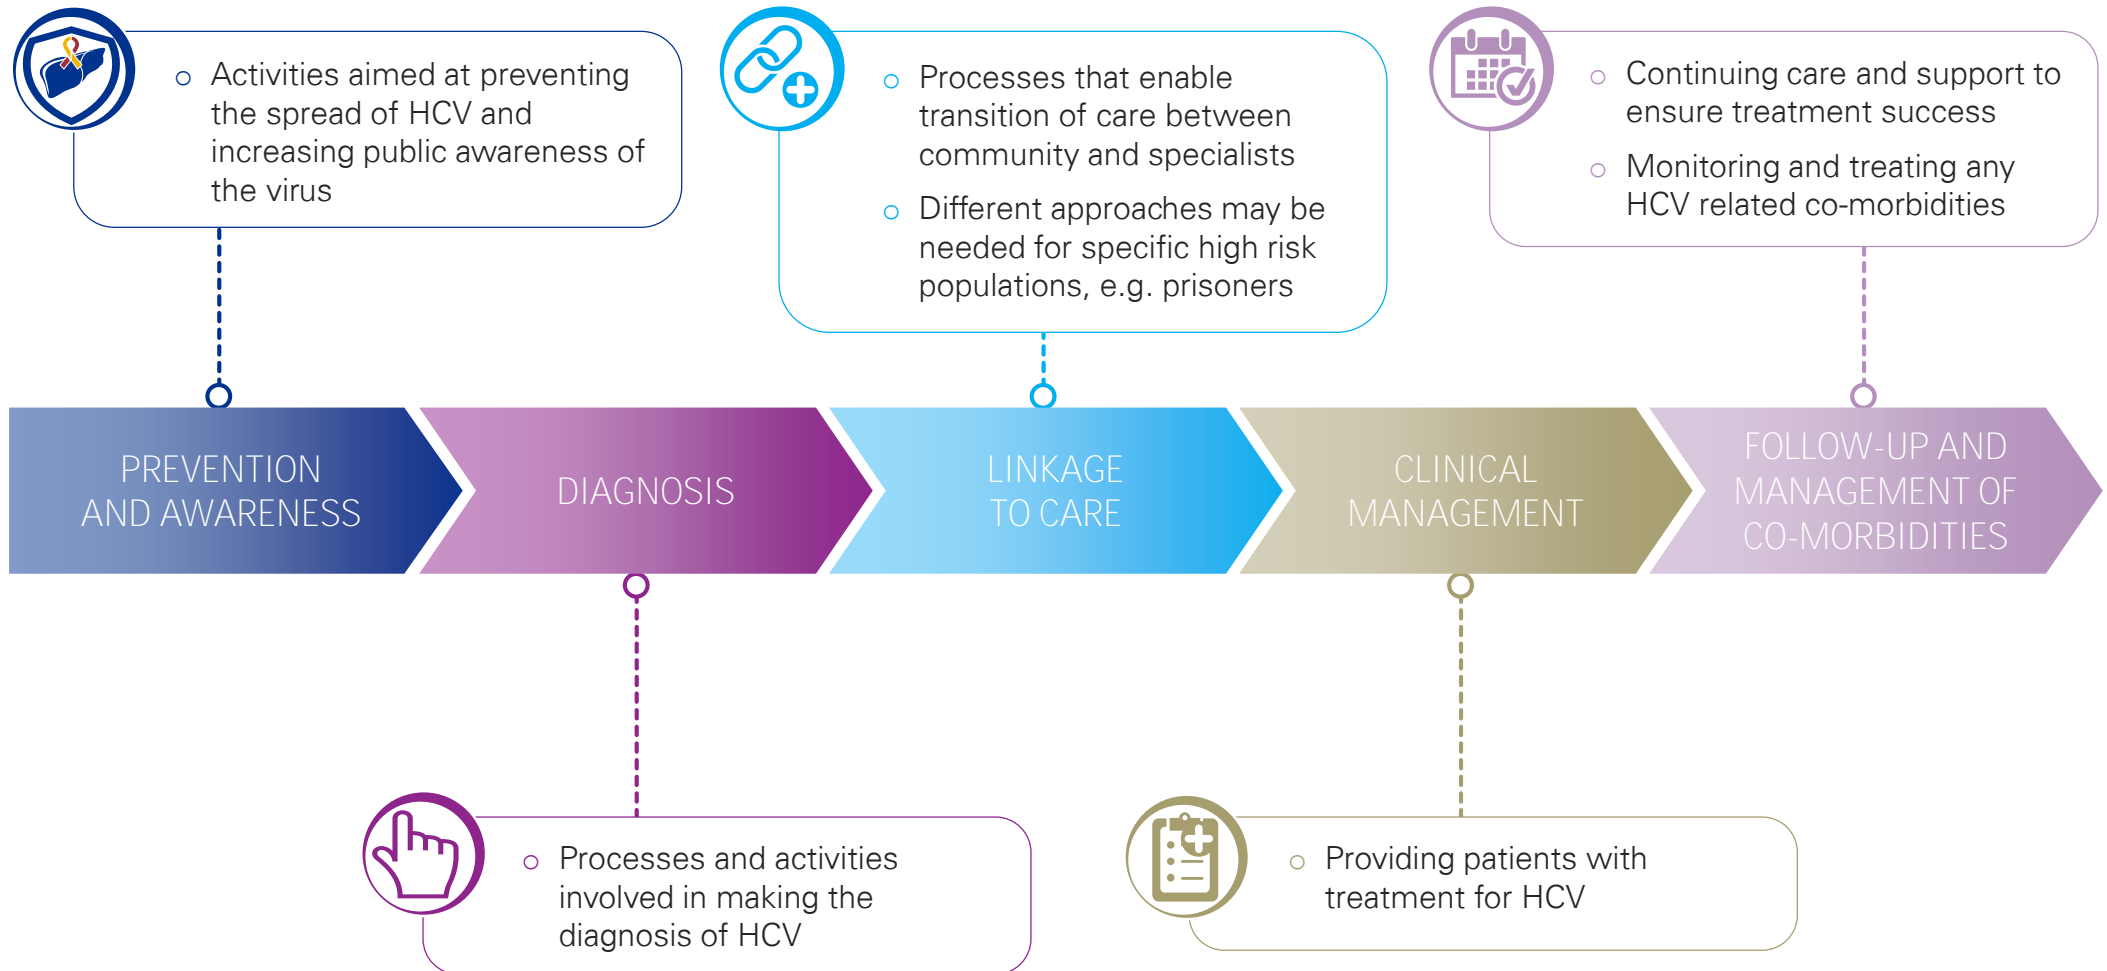 Activities aimed at preventing
the spread of HCV and
increasing public awareness of
the virus
Processes that enable
transition of care between
community and specialists
Different approaches may be
needed for specific high risk
populations, e.g. prisoners
Continuing care and support to
ensure treatment success
Monitoring and treating any
HCV related co-morbidities
PREVENTION
AND AWARENESS
DIAGNOSIS
LINKAGE
TO CARE
CLINICAL
MANAGEMENT
FOLLOW-UP AND
MANAGEMENT OF
CO-MORBIDITIES
Processes and activities
involved in making the
diagnosis of HCV
Providing patients with
treatment for HCV